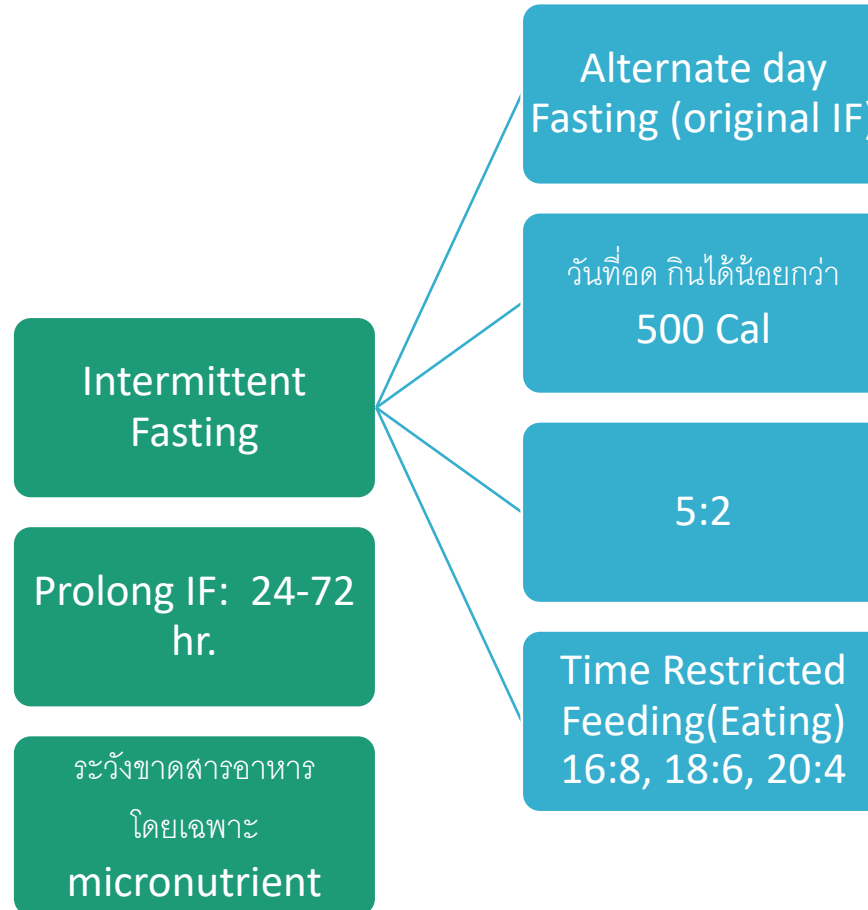 Intermittent
Fasting
Prolong IF: 24-72
hr.
ระวังขาดสารอาหาร
โดยเฉพาะ
micronutrient
Alternate day
Fasting (original IF)
วันที่อด กินได้น้อยกว่า
500 Cal
5:2
Time Restricted
Feeding(Eating)
16:8, 18:6, 20:4